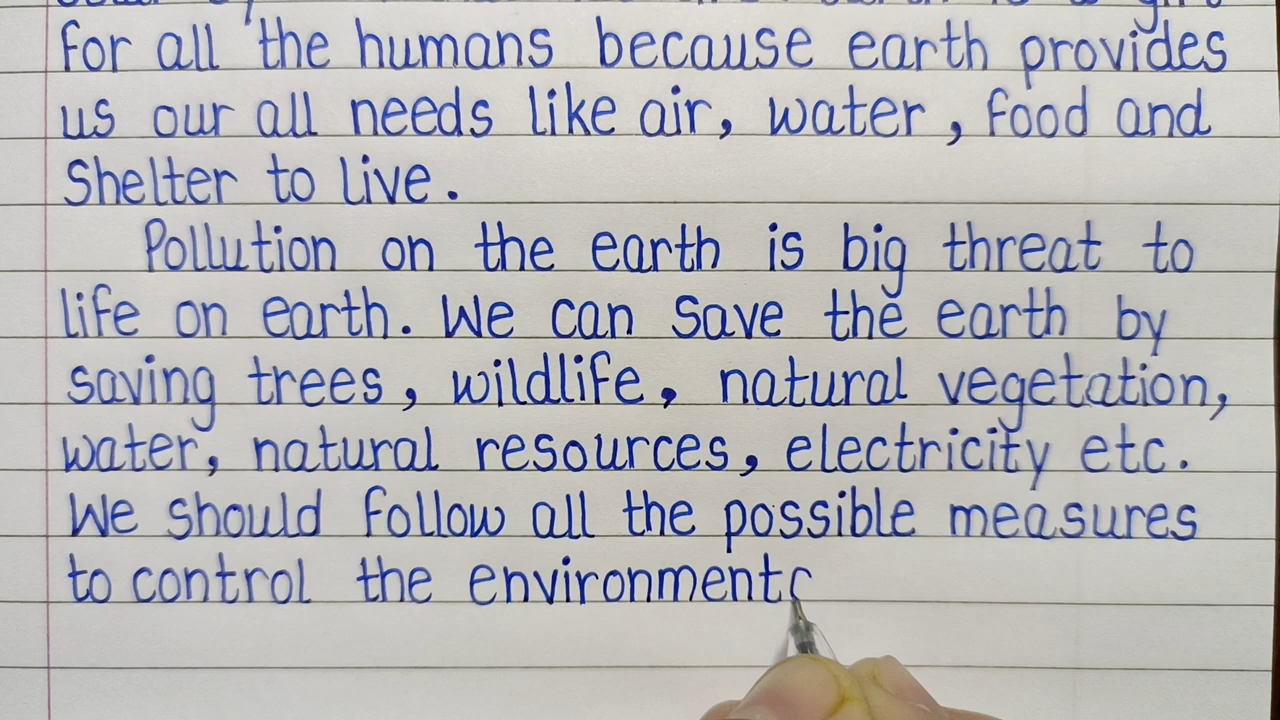 for all the humans because earth provides
us our all needs like air, water, food and
Shelter to live.
Pollution on the earth is big threat to
life on earth. We can save the earth by
saving trees, wildlife, natural vegetation,
water, natural resources, electricity etc.
We should follow all the possible measures
to control the environment